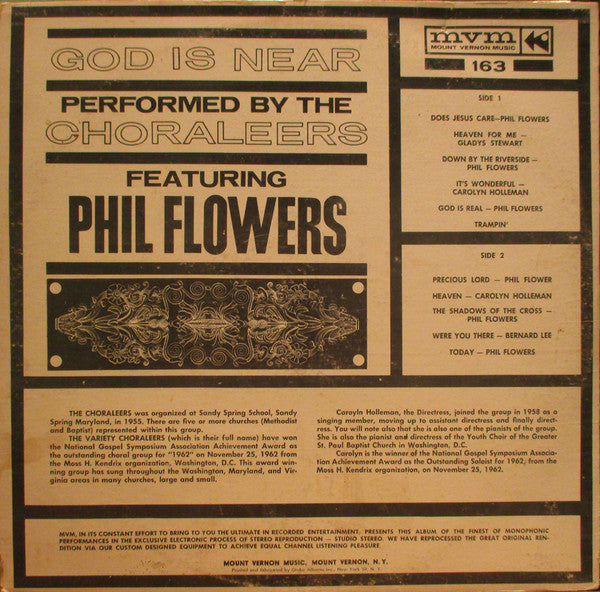 GOD IS NEAR
PERFORMED BY THE
CHORALEERS
FEATURING
PHIL FLOWERS
mvm
MOUNT VERNON MUSIC
163
SIDE 1
DOES JESUS CARE—PHIL FLOWERS
HEAVEN FOR ME —
GLADYS STEWART
DOWN BY THE RIVERSIDE —
PHIL FLOWERS
IT'S WONDERFUL —
CAROLYN HOLLEMAN
GOD IS REAL — PHIL FLOWERS
TRAMPIN'
SIDE 2
PRECIOUS LORD — PHIL FLOWER
HEAVEN — CAROLYN HOLLEMAN
THE SHADOWS OF THE CROSS —
PHIL FLOWERS
WERE YOU THERE — BERNARD LEE
TODAY — PHIL FLOWERS
THE CHORALEERS was organized at Sandy Spring School, Sandy
Spring Maryland, in 1955. There are five or more churches (Methodist
and Baptist) represented within this group.
THE VARIETY CHORALEERS (which is their full name) have won
the National Gospel Symposium Association Achievement Award as
the outstanding choral group for "1962" on November 25, 1962 from
the Moss H. Kendrix organization, Washington, D.C. This award win-
ning group has sung throughout the Washington, Maryland, and Vir-
ginia areas in many churches, large and small.
Caroyln Holleman, the Directress, joined the group in 1958 as a
singing member, moving up to assistant directress and finally direct-
ress. You will note also that she is also one of the pianists of the group.
She is also the pianist and directress of the Youth Choir of the Greater
St. Paul Baptist Church in Washington, D.C.
Carolyn is the winner of the National Gospel Symposium Associa-
tion Achievement Award as the Outstanding Soloist for 1962, from the
Moss H. Kendrix organization, on November 25, 1962.
MVM, IN ITS CONSTANT EFFORT TO BRING TO YOU THE ULTIMATE IN RECORDED ENTERTAINMENT, PRESENTS THIS ALBUM OF THE FINEST OF MONOPHONIC
PERFORMANCES IN THE EXCLUSIVE ELECTRONIC PROCESS OF STEREO REPRODUCTION — STUDIO STEREO. WE HAVE REPROCESSED THE GREAT ORIGINAL REN-
DITION VIA OUR CUSTOM DESIGNED EQUIPMENT TO ACHIEVE EQUAL CHANNEL LISTENING PLEASURE.
MOUNT VERNON MUSIC, MOUNT VERNON, N. Y.
Printed and fabricated by Globe Albums Inc., New York 59, N. Y.